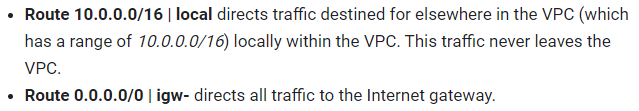 • Route 10.0.0.0/16 | local directs traffic destined for elsewhere in the VPC (which
has a range of 10.0.0.0/16) locally within the VPC. This traffic never leaves the
VPC.
• Route 0.0.0.0/0 | igw- directs all traffic to the Internet gateway.